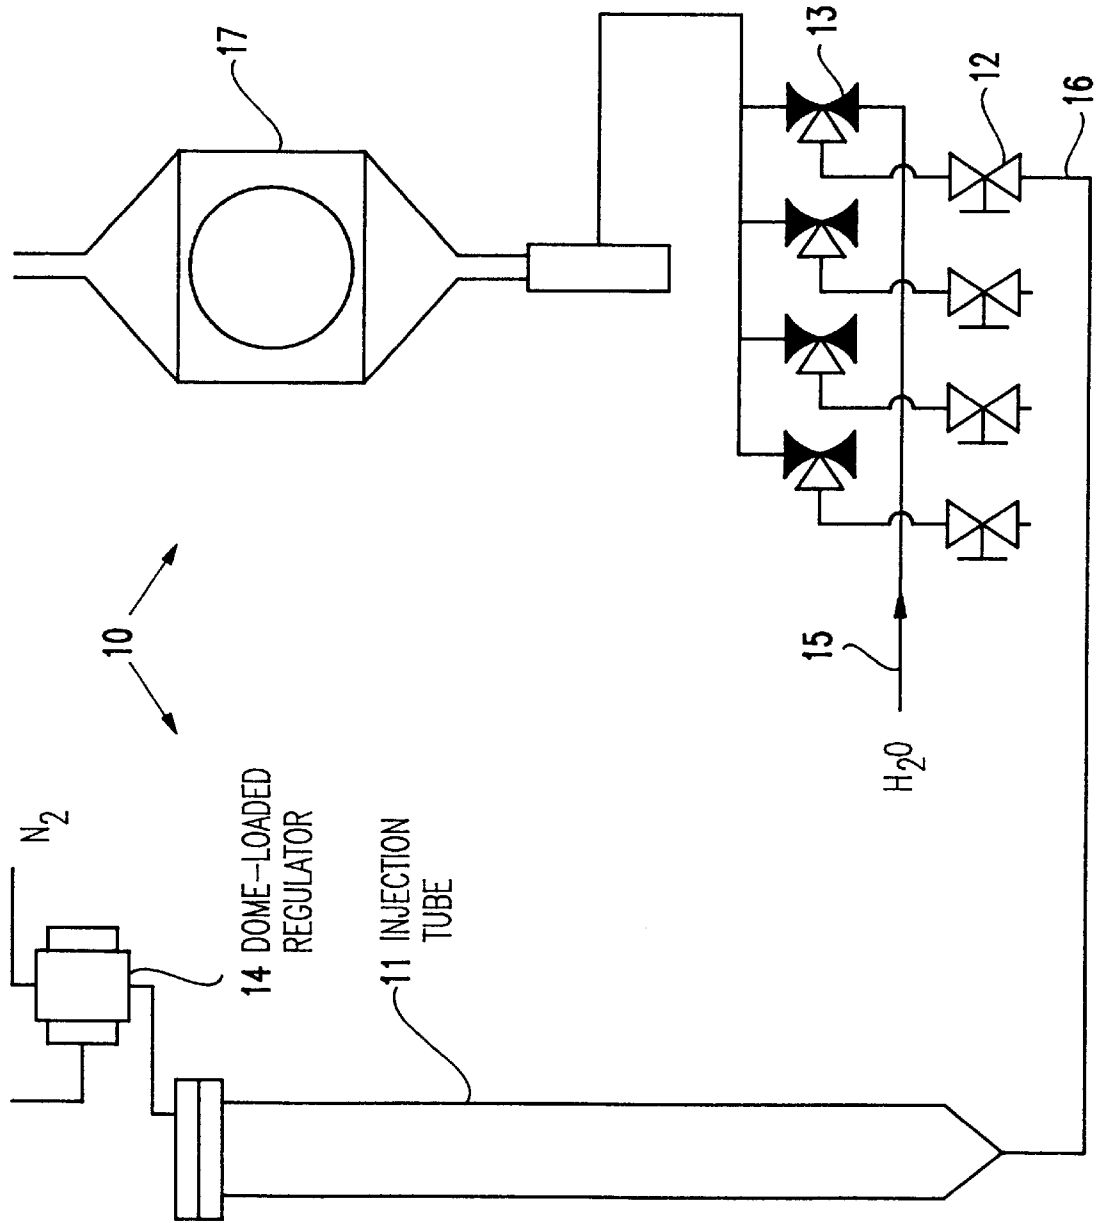 10
N2
14 DOME-LOADED
REGULATOR
11 INJECTION
TUBE
17
13
12
16
15
H2O